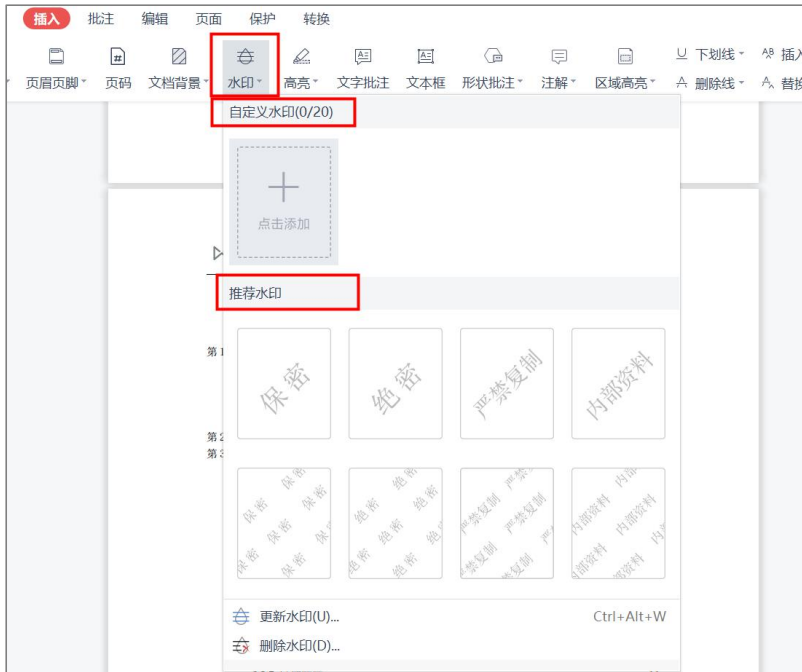 插入 批注 编辑 页面 保护 转换
下划线 插入
页眉页脚 页码 文档背景 水印 高亮 文字批注 文本框 形状批注 注解 区域高亮 删除线 替换
自定义水印(0/20)
点击添加
推荐水印
第1
第2
第3
保密 绝密 严禁复制 内部资料
保密 绝密 严禁复制 内部资料
更新水印(U)... Ctrl+Alt+W
删除水印(D)...